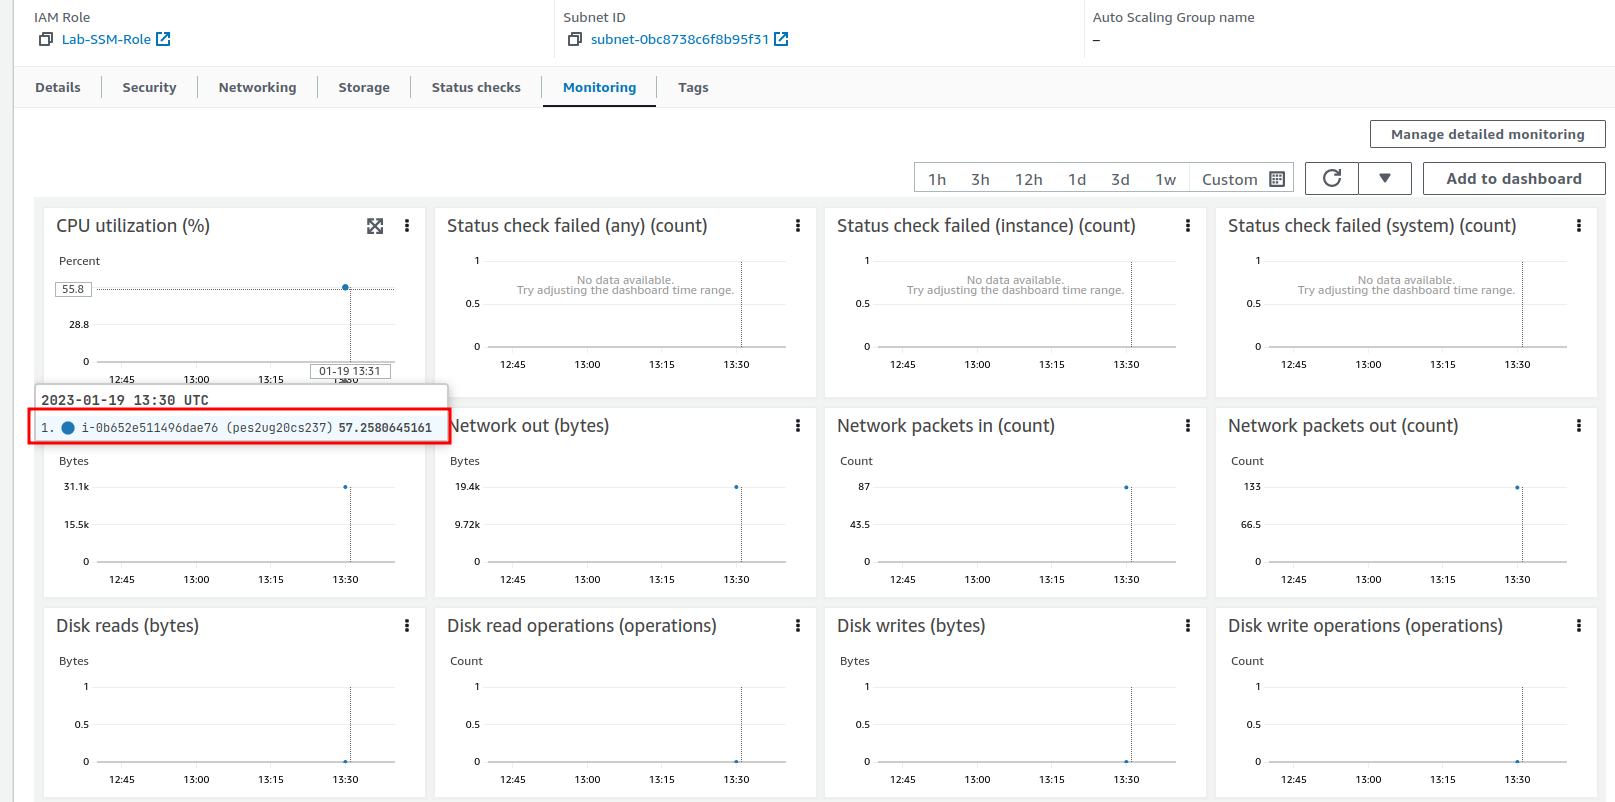 IAM Role
Lab-SSM-Role
Subnet ID
subnet-0bc8738c6f8b95f31
Auto Scaling Group name
–
Details
Security
Networking
Storage
Status checks
Monitoring
Tags
Manage detailed monitoring
1h 3h 12h 1d 3d 1w Custom
Add to dashboard
CPU utilization (%)
Percent
55.8
28.8
0
12:45 13:00 13:15
01-19 13:31
2023-01-19 13:30 UTC
1. i-0b652e511496dae76 (pes2ug20cs237) 57.2580645161
Status check failed (any) (count)
1
No data available.
Try adjusting the dashboard time range.
0.5
0
12:45 13:00 13:15 13:30
Status check failed (instance) (count)
1
No data available.
Try adjusting the dashboard time range.
0.5
0
12:45 13:00 13:15 13:30
Status check failed (system) (count)
1
No data available.
Try adjusting the dashboard time range.
0.5
0
12:45 13:00 13:15 13:30
Bytes
31.1k
15.5k
0
12:45 13:00 13:15 13:30
Network out (bytes)
Bytes
19.4k
9.72k
0
12:45 13:00 13:15 13:30
Network packets in (count)
Count
87
43.5
0
12:45 13:00 13:15 13:30
Network packets out (count)
Count
133
66.5
0
12:45 13:00 13:15 13:30
Disk reads (bytes)
Bytes
1
0.5
0
12:45 13:00 13:15 13:30
Disk read operations (operations)
Count
1
0.5
0
12:45 13:00 13:15 13:30
Disk writes (bytes)
Bytes
1
0.5
0
12:45 13:00 13:15 13:30
Disk write operations (operations)
Count
1
0.5
0
12:45 13:00 13:15 13:30